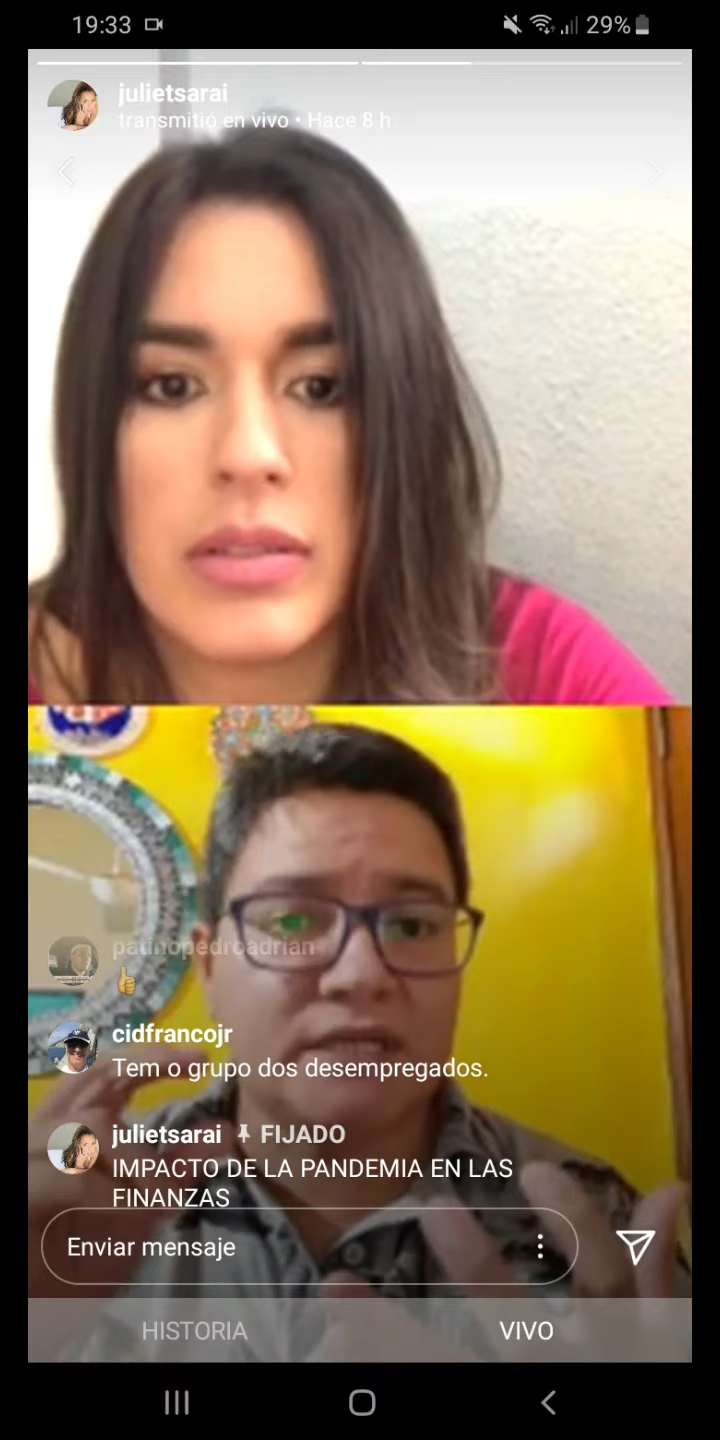 19:33
29%
julietsarai
transmitió en vivo • Hace 8 h
patinopedroadrian
cidfrancojr
Tem o grupo dos desempregados.
julietsarai FIJADO
IMPACTO DE LA PANDEMIA EN LAS
FINANZAS
Enviar mensaje
HISTORIA
VIVO